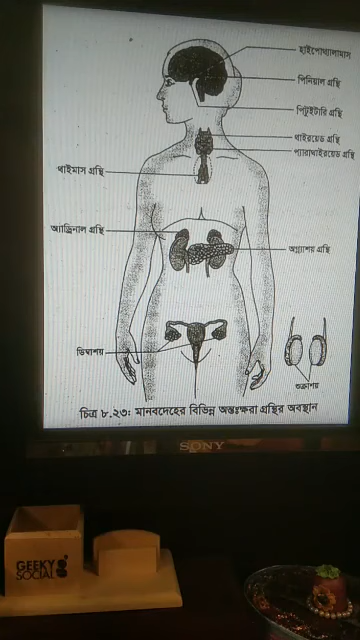 হাইপোথ্যালামাস
পিনিয়াল গ্রন্থি
পিটুইটারি গ্রন্থি
থাইরয়েড গ্রন্থি
প্যারাথাইরয়েড গ্রন্থি
থাইমাস গ্রন্থি
অ্যাড্রিনাল গ্রন্থি
অগ্ন্যাশয় গ্রন্থি
ডিম্বাশয়
শুক্রাশয়
চিত্র ৮.২৩: মানবদেহের বিভিন্ন অন্তঃক্ষরা গ্রন্থির অবস্থান
SONY
GEEKY
SOCIAL